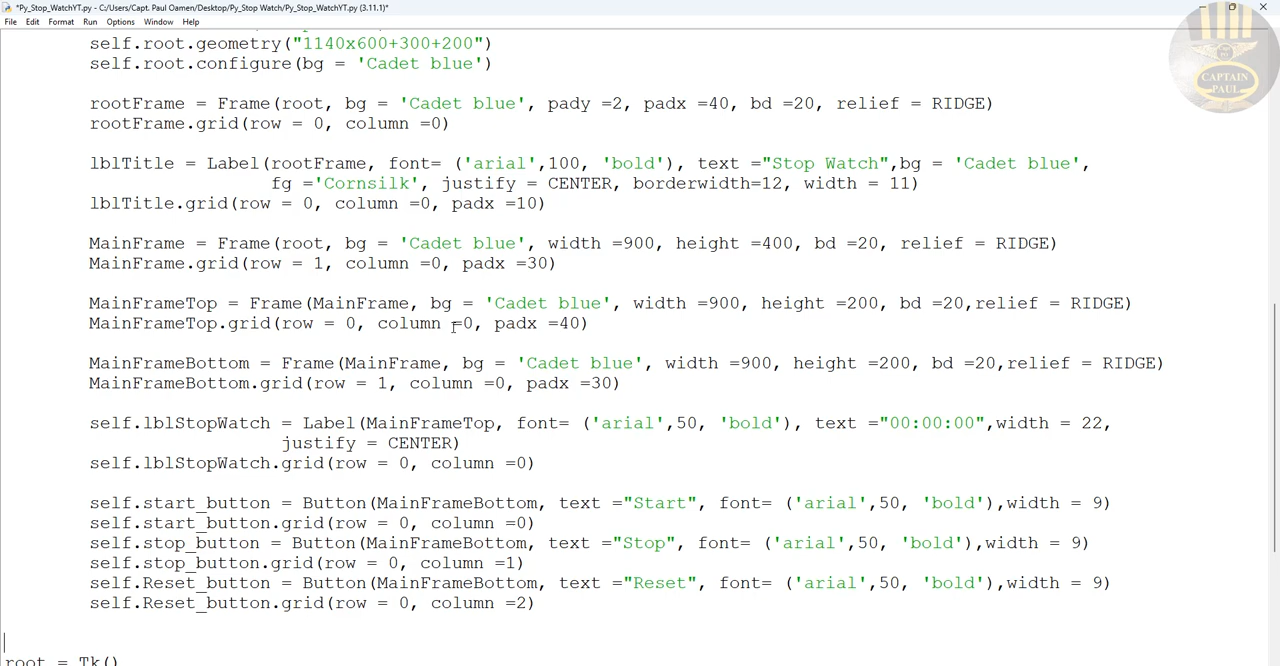 *Py_Stop_WatchYT.py - C:/Users/Capt. Paul Oamen/Desktop/Py_Stop Watch/Py_Stop_WatchYT.py (3.11.1)*
File Edit Format Run Options Window Help
self.root.geometry("1140x600+300+200")
self.root.configure(bg = 'Cadet blue')
rootFrame = Frame(root, bg = 'Cadet blue', pady =2, padx =40, bd =20, relief = RIDGE)
rootFrame.grid(row = 0, column =0)
lblTitle = Label(rootFrame, font= ('arial',100, 'bold'), text ="Stop Watch",bg = 'Cadet blue',
fg ='Cornsilk', justify = CENTER, borderwidth=12, width = 11)
lblTitle.grid(row = 0, column =0, padx =10)
MainFrame = Frame(root, bg = 'Cadet blue', width =900, height =400, bd =20, relief = RIDGE)
MainFrame.grid(row = 1, column =0, padx =30)
MainFrameTop = Frame(MainFrame, bg = 'Cadet blue', width =900, height =200, bd =20,relief = RIDGE)
MainFrameTop.grid(row = 0, column =0, padx =40)
MainFrameBottom = Frame(MainFrame, bg = 'Cadet blue', width =900, height =200, bd =20,relief = RIDGE)
MainFrameBottom.grid(row = 1, column =0, padx =30)
self.lblStopWatch = Label(MainFrameTop, font= ('arial',50, 'bold'), text ="00:00:00",width = 22,
justify = CENTER)
self.lblStopWatch.grid(row = 0, column =0)
self.start_button = Button(MainFrameBottom, text ="Start", font= ('arial',50, 'bold'),width = 9)
self.start_button.grid(row = 0, column =0)
self.stop_button = Button(MainFrameBottom, text ="Stop", font= ('arial',50, 'bold'),width = 9)
self.stop_button.grid(row = 0, column =1)
self.Reset_button = Button(MainFrameBottom, text ="Reset", font= ('arial',50, 'bold'),width = 9)
self.Reset_button.grid(row = 0, column =2)
root = Tk()
CAPTAIN
PAUL